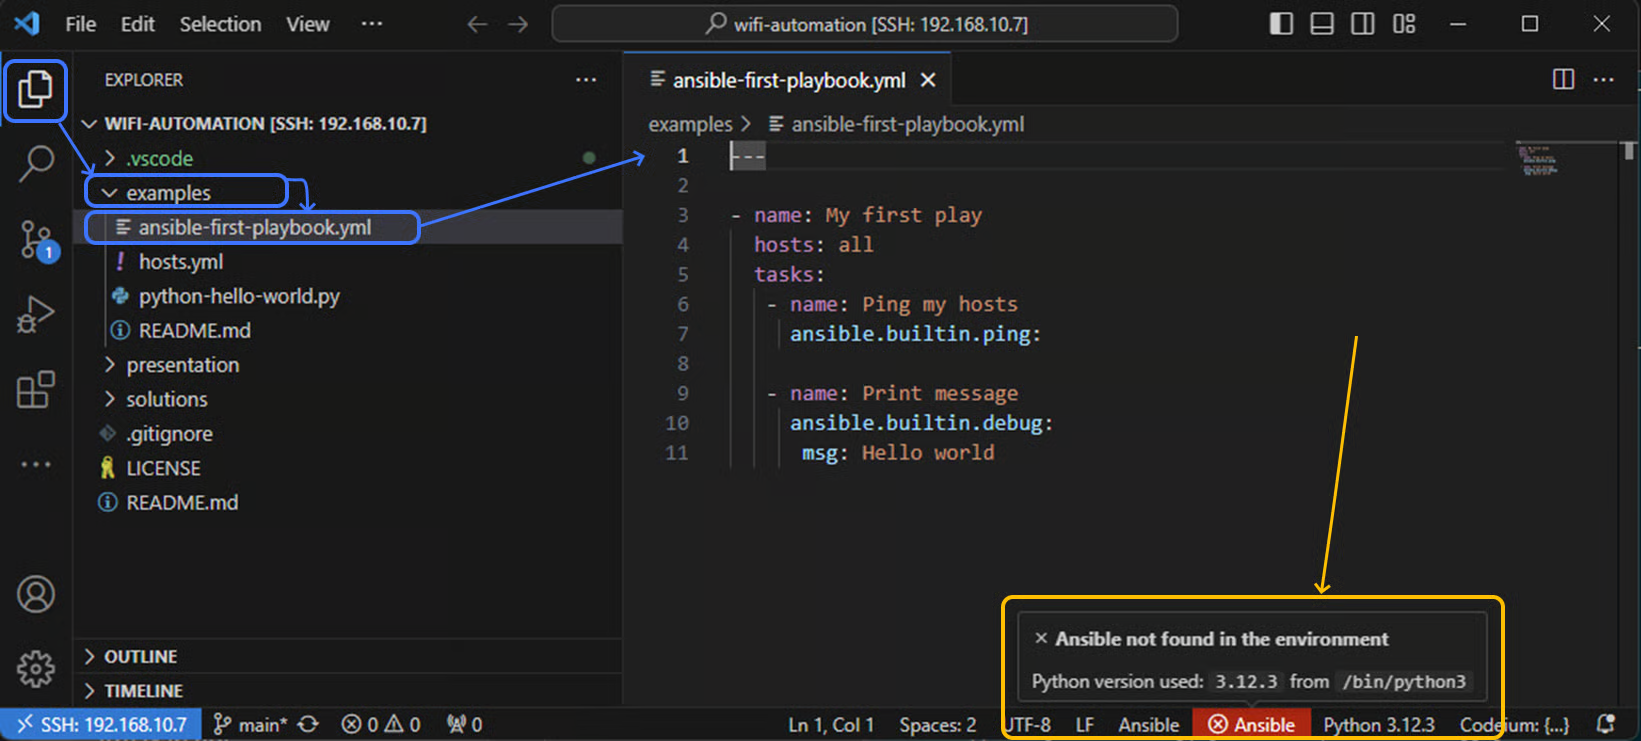 File Edit Selection View ···
wifi-automation [SSH: 192.168.10.7]
EXPLORER ···
WIFI-AUTOMATION [SSH: 192.168.10.7]
.vscode
examples
ansible-first-playbook.yml
hosts.yml
python-hello-world.py
README.md
presentation
solutions
.gitignore
LICENSE
README.md
OUTLINE
TIMELINE
1
ansible-first-playbook.yml
examples > ansible-first-playbook.yml
1 ---
2
3 - name: My first play
4 hosts: all
5 tasks:
6 - name: Ping my hosts
7 ansible.builtin.ping:
8
9 - name: Print message
10 ansible.builtin.debug:
11 msg: Hello world
Ansible not found in the environment
Python version used: 3.12.3 from /bin/python3
SSH: 192.168.10.7 main* 0 0 0 Ln 1, Col 1 Spaces: 2 UTF-8 LF Ansible Ansible Python 3.12.3 Codeium: {...}